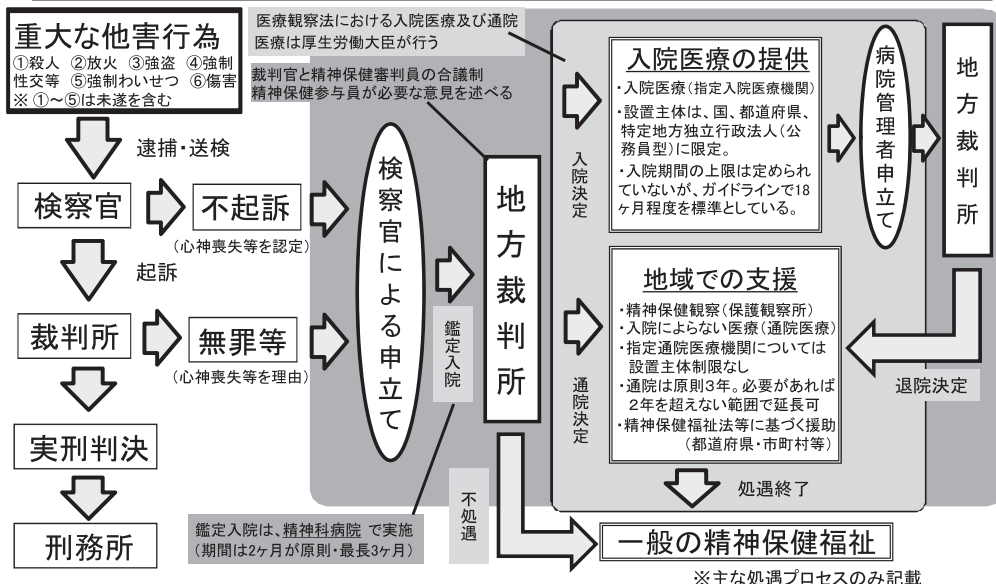 重大な他害行為
①殺人 ②放火 ③強盗 ④強制
性交等 ⑤強制わいせつ ⑥傷害
※ ①～⑤は未遂を含む
逮捕・送検
検察官
不起訴
(心神喪失等を認定)
起訴
裁判所
無罪等
(心神喪失等を理由)
実刑判決
刑務所
医療観察法における入院医療及び通院
医療は厚生労働大臣が行う
裁判官と精神保健審判員の合議制
精神保健参与員が必要な意見を述べる
検察官による申立て
鑑定入院
地方裁判所
鑑定入院は、精神科病院 で実施
(期間は2ヶ月が原則・最長3ヶ月)
入院決定
入院医療の提供
・入院医療(指定入院医療機関)
・設置主体は、国、都道府県、
特定地方独立行政法人(公
務員型)に限定。
・入院期間の上限は定められ
ていないが、ガイドラインで18
ヶ月程度を標準としている。
病院管理者申立て
地方裁判所
退院決定
通院決定
地域での支援
・精神保健観察(保護観察所)
・入院によらない医療(通院医療)
・指定通院医療機関については
設置主体制限なし
・通院は原則3年。必要があれば
2年を超えない範囲で延長可
・精神保健福祉法等に基づく援助
(都道府県・市町村等)
処遇終了
不処遇
一般の精神保健福祉
※主な処遇プロセスのみ記載